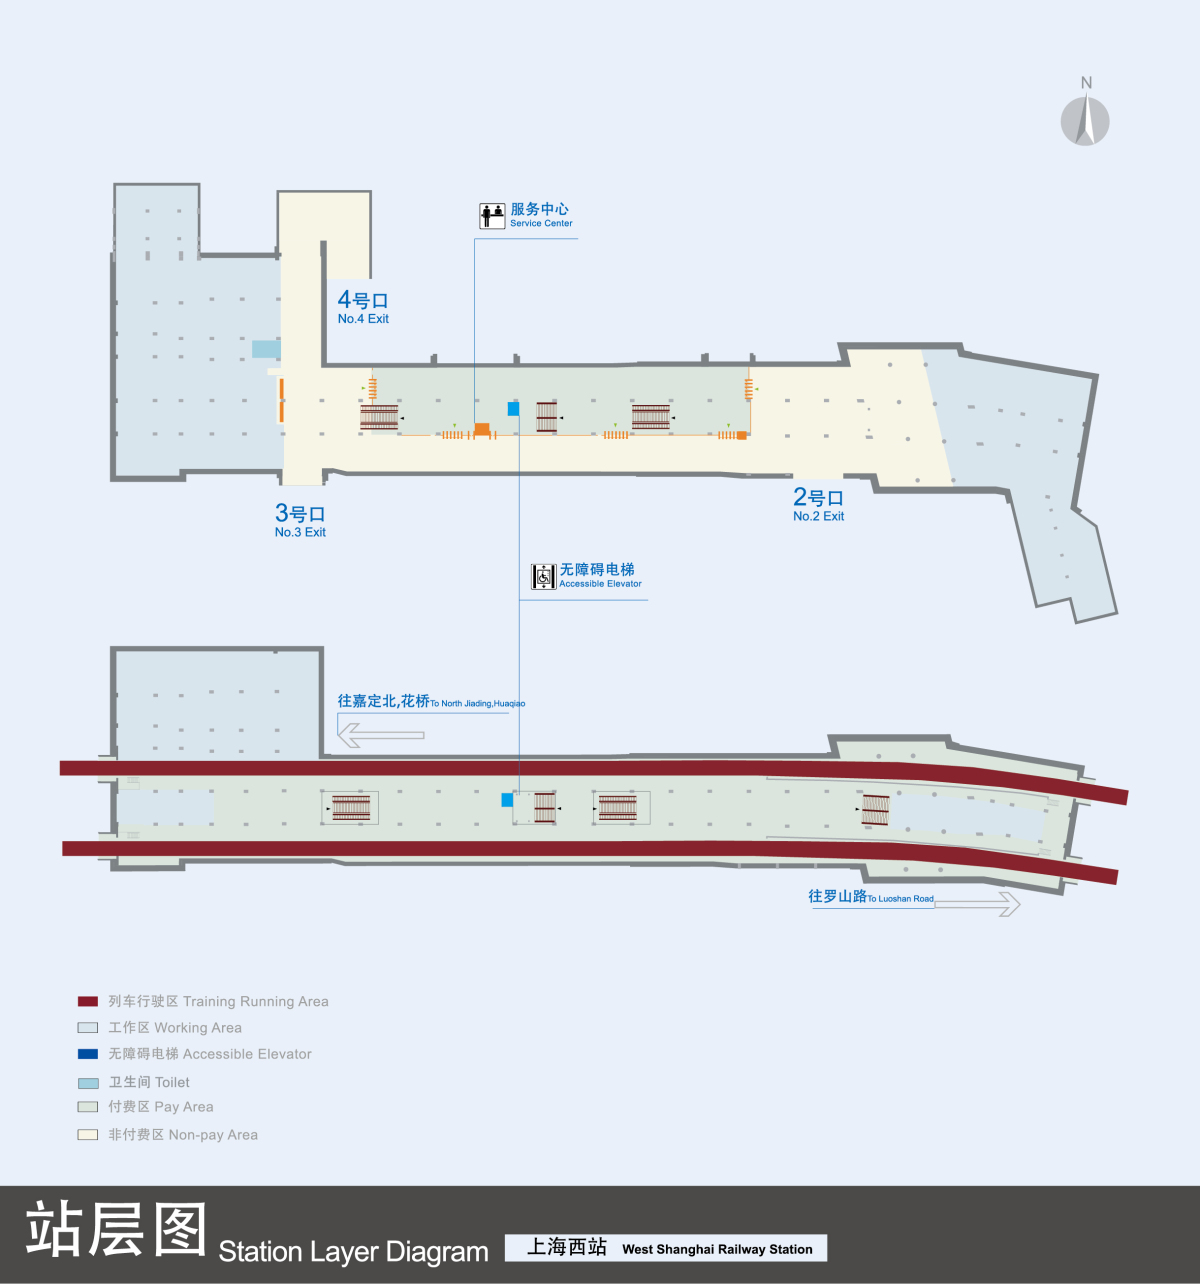 N
服务中心
Service Center
4号口
No.4 Exit
3号口
No.3 Exit
2号口
No.2 Exit
无障碍电梯
Accessible Elevator
往嘉定北,花桥To North Jiading,Huaqiao
往罗山路To Luoshan Road
列车行驶区 Training Running Area
工作区 Working Area
无障碍电梯 Accessible Elevator
卫生间 Toilet
付费区 Pay Area
非付费区 Non-pay Area
站层图 Station Layer Diagram
上海西站 West Shanghai Railway Station